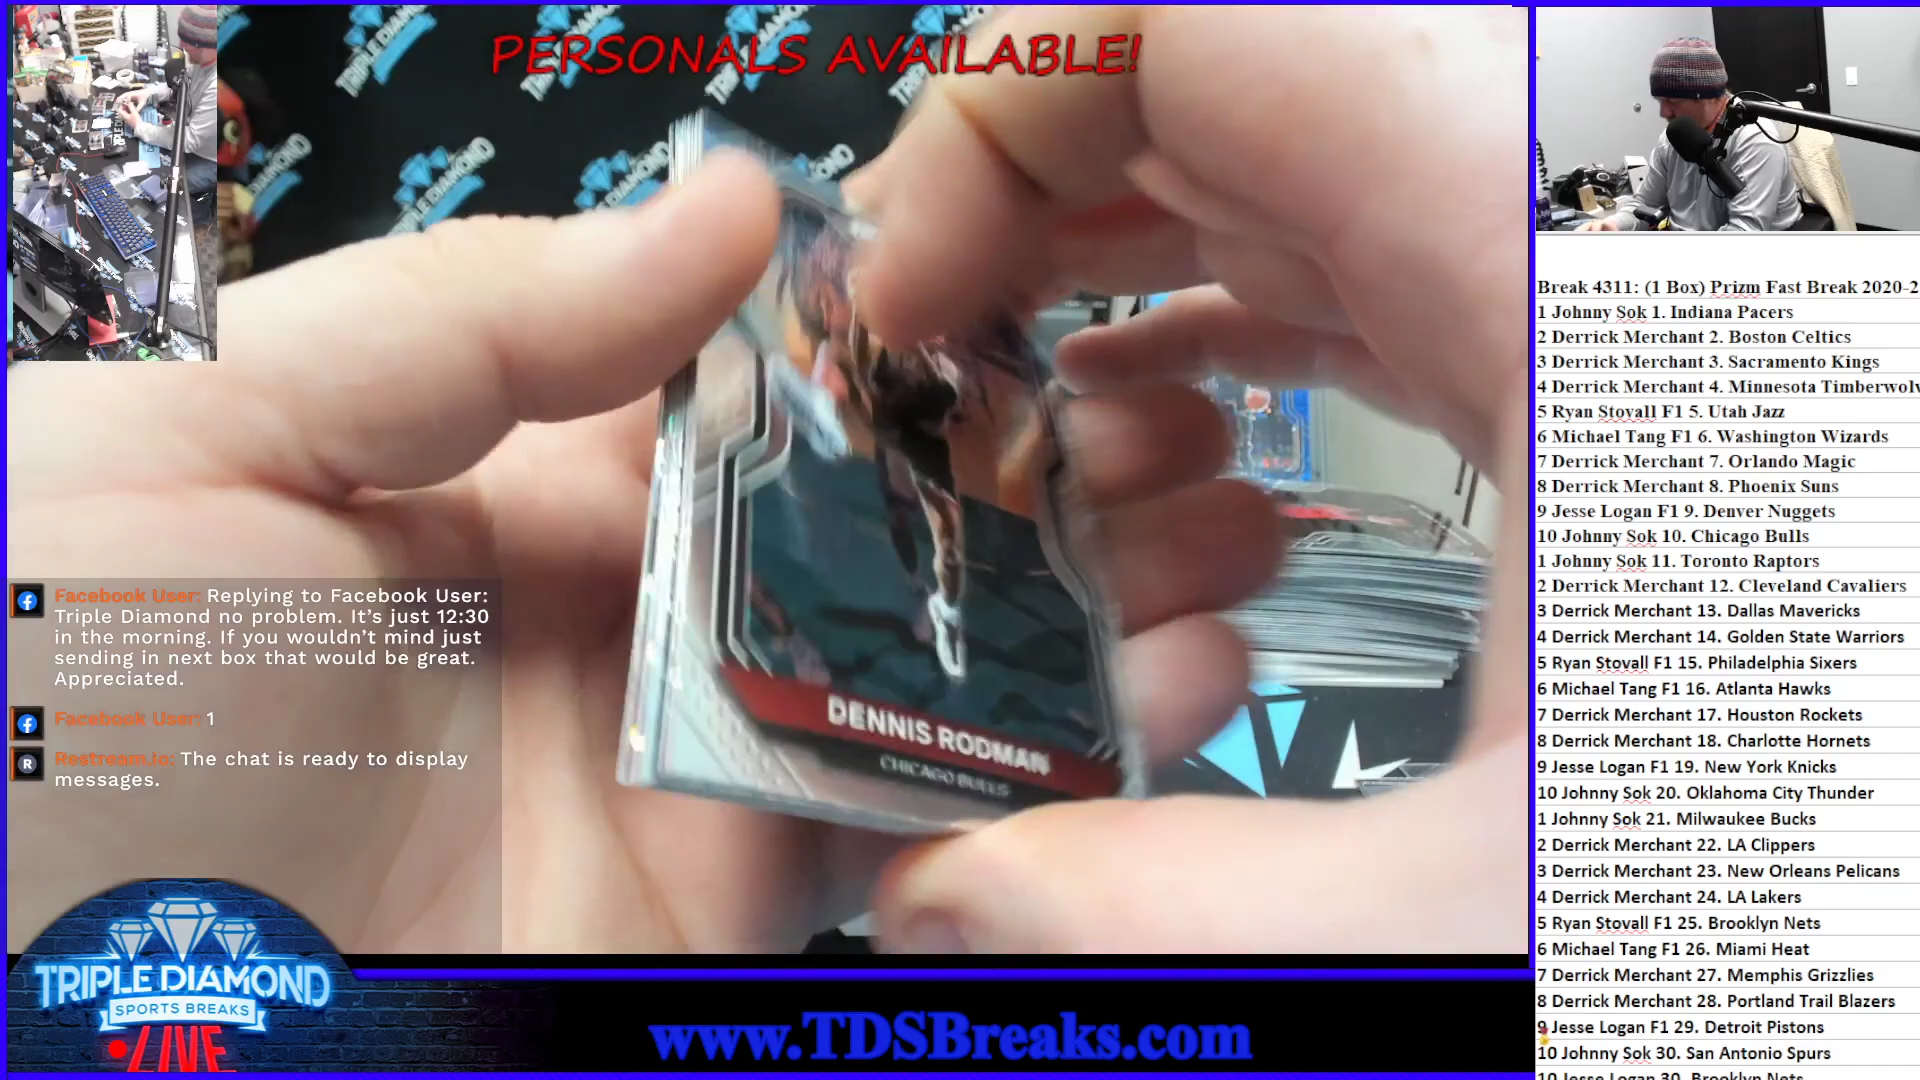 PERSONALS AVAILABLE!
TRIPLE DIAMOND
DIAMOND
DENNIS RODMAN
CHICAGO BULLS
Facebook User: Replying to Facebook User:
Triple Diamond no problem. It's just 12:30
in the morning. If you wouldn't mind just
sending in next box that would be great.
Appreciated.
Facebook User: 1
R
Restream.io: The chat is ready to display
messages.
TRIPLE DIAMOND
SPORTS BREAKS
LIVE
www.TDSBreaks.com
Break 4311: (1 Box) Prizm Fast Break 2020-2
1 Johnny Sok 1. Indiana Pacers
2 Derrick Merchant 2. Boston Celtics
3 Derrick Merchant 3. Sacramento Kings
4 Derrick Merchant 4. Minnesota Timberwolv
5 Ryan Stovall F1 5. Utah Jazz
6 Michael Tang F1 6. Washington Wizards
7 Derrick Merchant 7. Orlando Magic
8 Derrick Merchant 8. Phoenix Suns
9 Jesse Logan F1 9. Denver Nuggets
10 Johnny Sok 10. Chicago Bulls
1 Johnny Sok 11. Toronto Raptors
2 Derrick Merchant 12. Cleveland Cavaliers
3 Derrick Merchant 13. Dallas Mavericks
4 Derrick Merchant 14. Golden State Warriors
5 Ryan Stovall F1 15. Philadelphia Sixers
6 Michael Tang F1 16. Atlanta Hawks
7 Derrick Merchant 17. Houston Rockets
8 Derrick Merchant 18. Charlotte Hornets
9 Jesse Logan F1 19. New York Knicks
10 Johnny Sok 20. Oklahoma City Thunder
1 Johnny Sok 21. Milwaukee Bucks
2 Derrick Merchant 22. LA Clippers
3 Derrick Merchant 23. New Orleans Pelicans
4 Derrick Merchant 24. LA Lakers
5 Ryan Stovall F1 25. Brooklyn Nets
6 Michael Tang F1 26. Miami Heat
7 Derrick Merchant 27. Memphis Grizzlies
8 Derrick Merchant 28. Portland Trail Blazers
9 Jesse Logan F1 29. Detroit Pistons
10 Johnny Sok 30. San Antonio Spurs
10 Jesse Logan 30. Brooklyn Nets